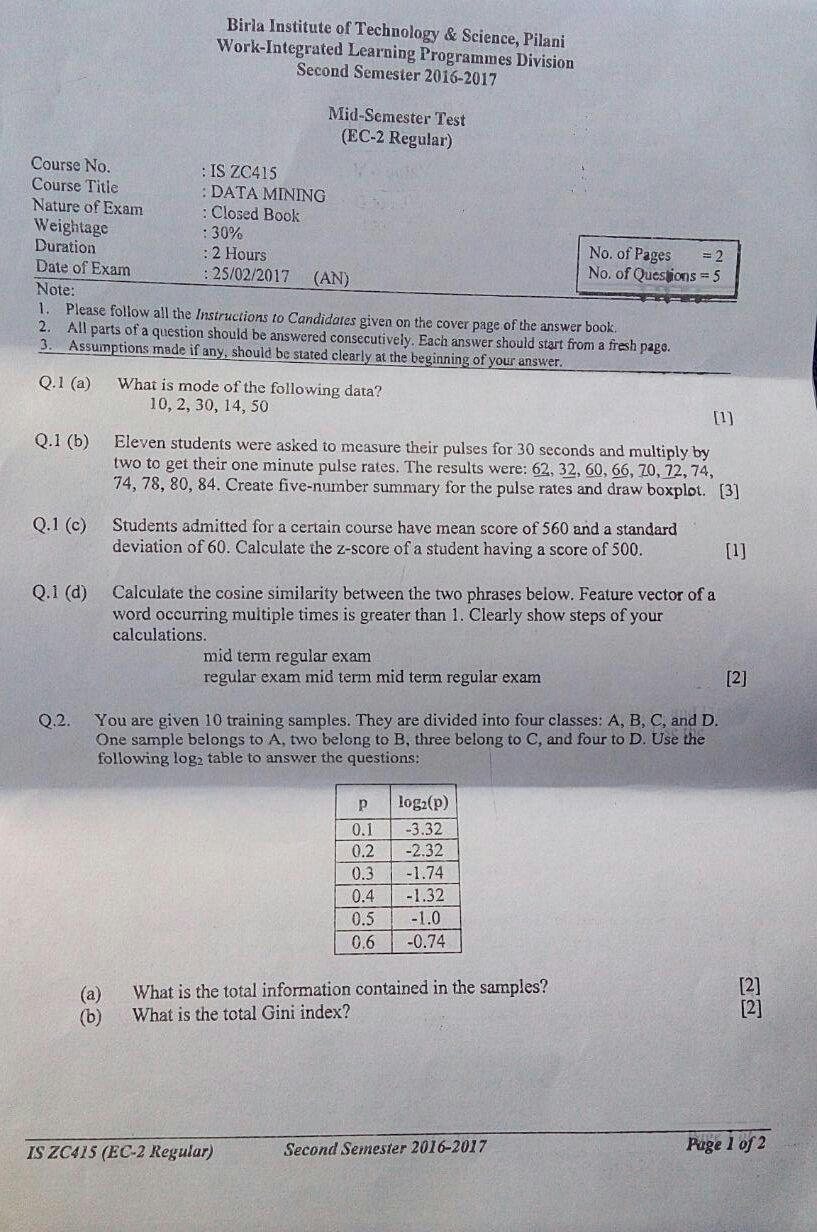 Birla Institute of Technology & Science, Pilani
Work-Integrated Learning Programmes Division
Second Semester 2016-2017
Mid-Semester Test
(EC-2 Regular)
Course No. : IS ZC415
Course Title : DATA MINING
Nature of Exam : Closed Book
Weightage : 30%
Duration : 2 Hours
Date of Exam : 25/02/2017 (AN)
No. of Pages = 2
No. of Questions = 5
Note:
1. Please follow all the Instructions to Candidates given on the cover page of the answer book.
2. All parts of a question should be answered consecutively. Each answer should start from a fresh page.
3. Assumptions made if any, should be stated clearly at the beginning of your answer.
Q.1 (a) What is mode of the following data?
10, 2, 30, 14, 50 [1]
Q.1 (b) Eleven students were asked to measure their pulses for 30 seconds and multiply by
two to get their one minute pulse rates. The results were: 62, 32, 60, 66, 70, 72, 74,
74, 78, 80, 84. Create five-number summary for the pulse rates and draw boxplot. [3]
Q.1 (c) Students admitted for a certain course have mean score of 560 and a standard
deviation of 60. Calculate the z-score of a student having a score of 500. [1]
Q.1 (d) Calculate the cosine similarity between the two phrases below. Feature vector of a
word occurring multiple times is greater than 1. Clearly show steps of your
calculations.
mid term regular exam
regular exam mid term mid term regular exam [2]
Q.2. You are given 10 training samples. They are divided into four classes: A, B, C, and D.
One sample belongs to A, two belong to B, three belong to C, and four to D. Use the
following log₂ table to answer the questions:
p log₂(p)
0.1 -3.32
0.2 -2.32
0.3 -1.74
0.4 -1.32
0.5 -1.0
0.6 -0.74
(a) What is the total information contained in the samples? [2]
(b) What is the total Gini index? [2]
IS ZC415 (EC-2 Regular) Second Semester 2016-2017 Page 1 of 2